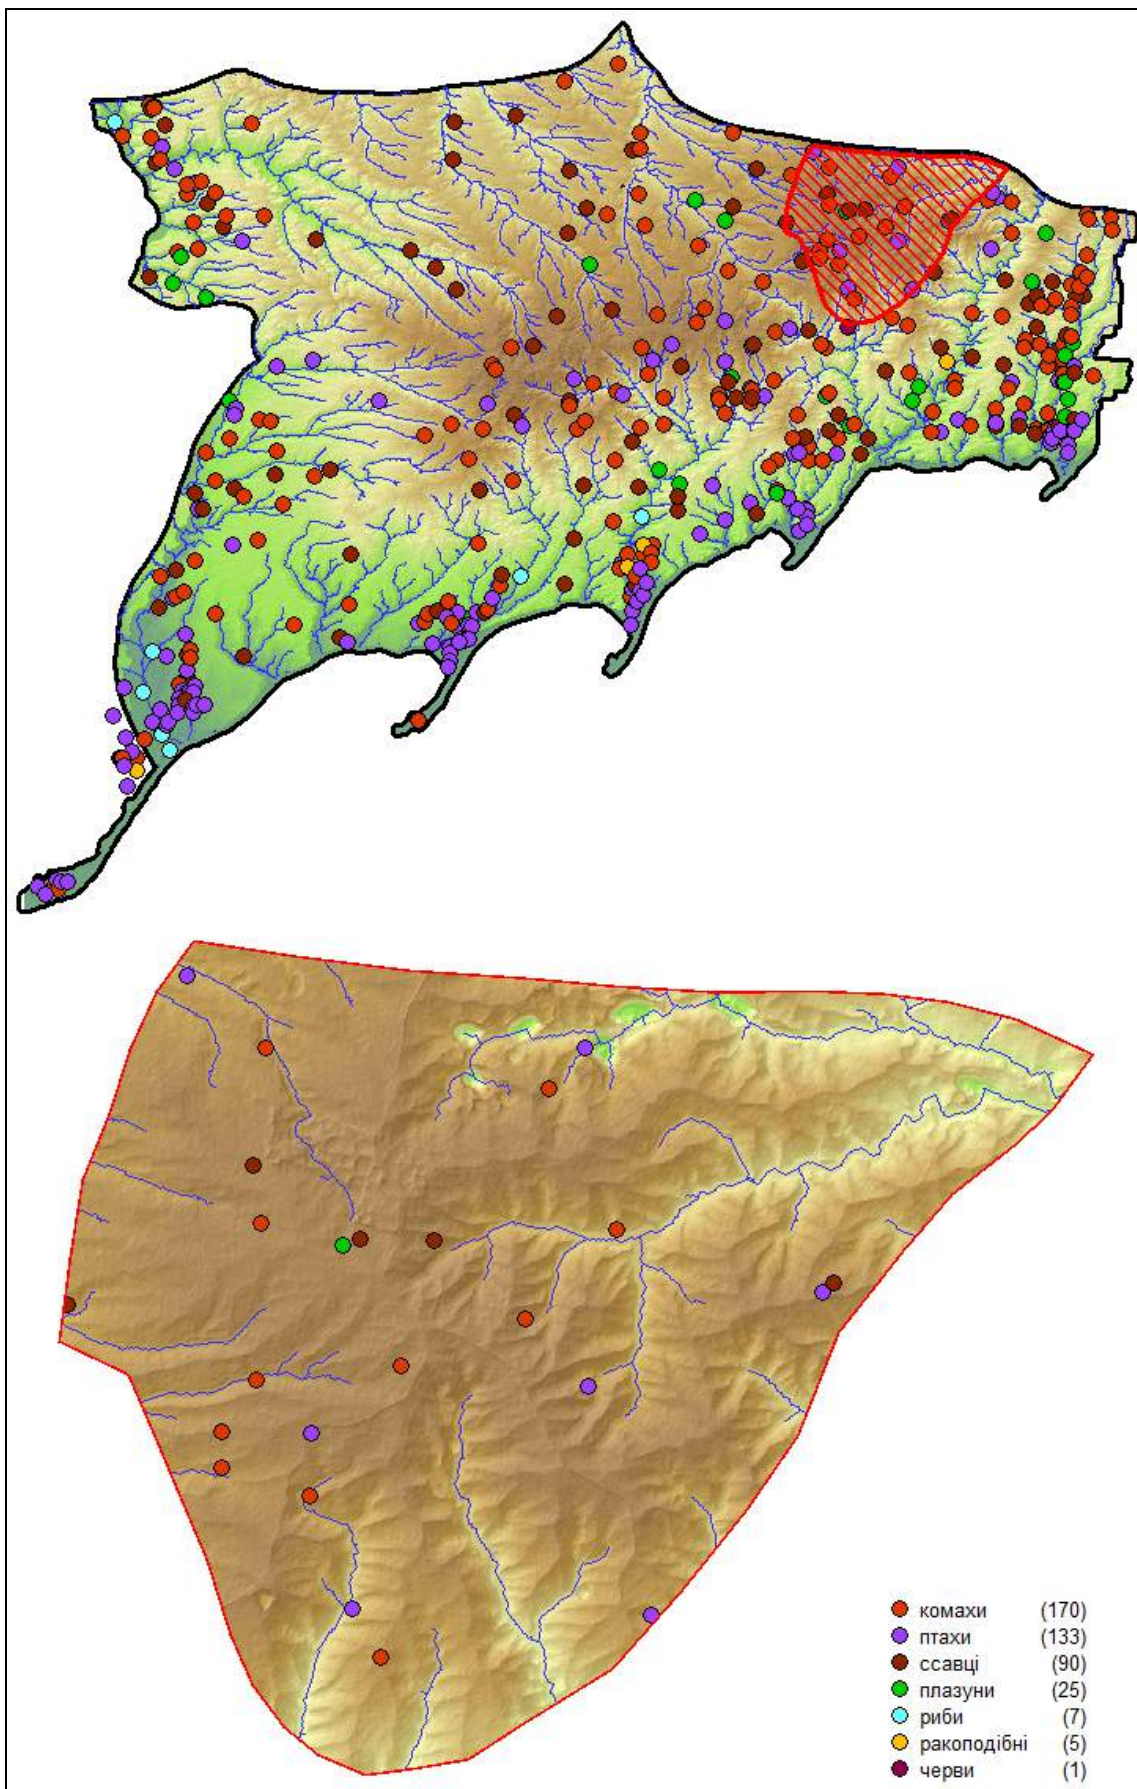 комахи (170)
птахи (133)
ссавці (90)
плазуни (25)
риби (7)
ракоподібні (5)
черви (1)